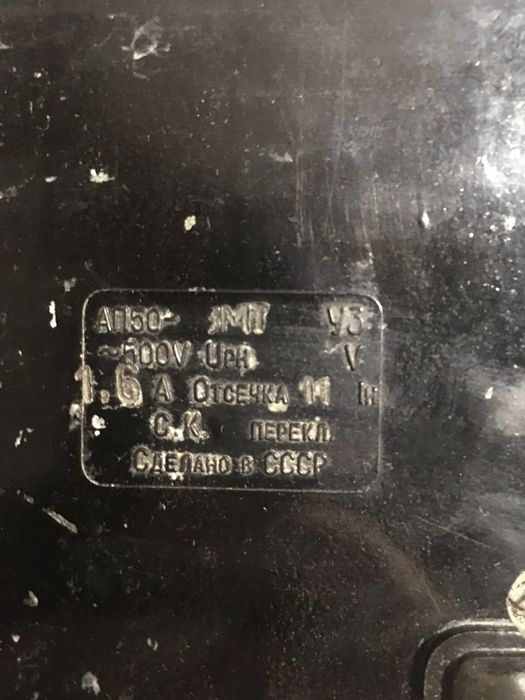 АП50- 3МТ У3
~500V Uрн V
1.6 А Отсечка 11 Iн
С.К. перекл.
Сделано в СССР